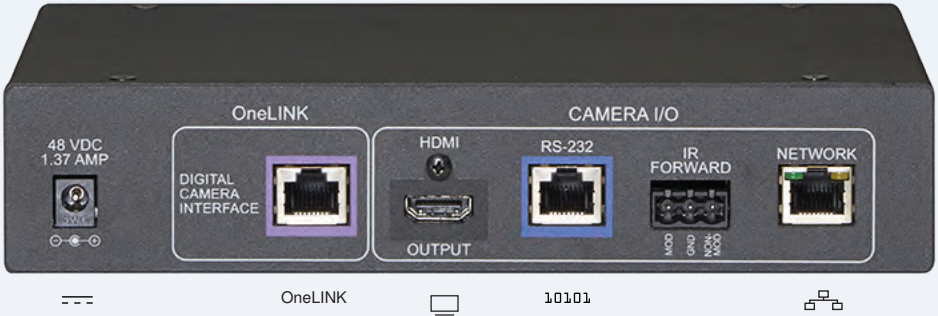 OneLINK
CAMERA I/O
48 VDC
1.37 AMP
DIGITAL
CAMERA
INTERFACE
HDMI
OUTPUT
RS-232
IR
FORWARD
MOD
GND
NON-
MOD
NETWORK
OneLINK
10101